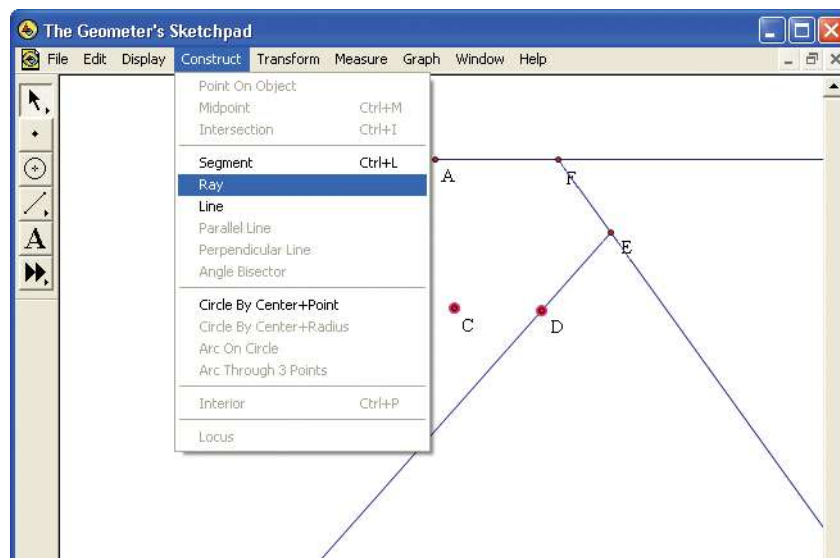 The Geometer's Sketchpad
File Edit Display Construct Transform Measure Graph Window Help
Point On Object
Midpoint Ctrl+M
Intersection Ctrl+I
Segment Ctrl+L
Ray
Line
Parallel Line
Perpendicular Line
Angle Bisector
Circle By Center+Point
Circle By Center+Radius
Arc On Circle
Arc Through 3 Points
Interior Ctrl+P
Locus
A
A
F
E
C
D